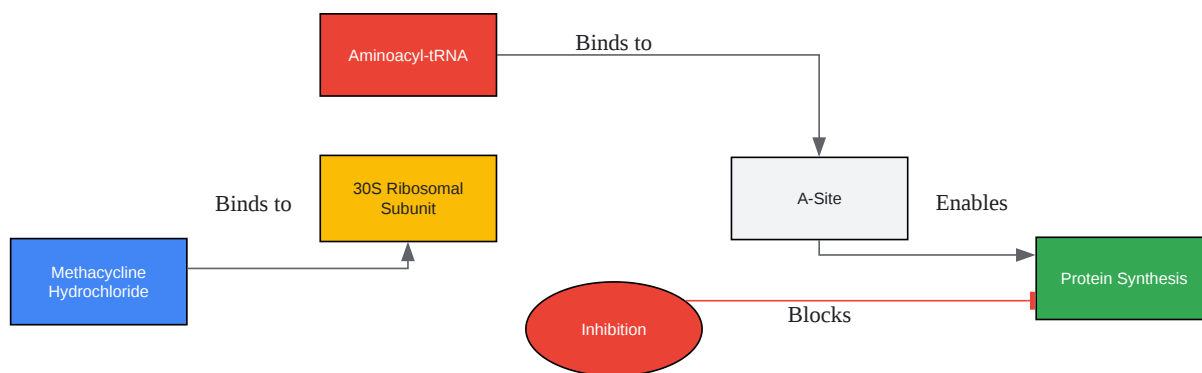 Aminoacyl-tRNA
Binds to
30S Ribosomal
Subunit
Binds to
A-Site
Enables
Methacycline
Hydrochloride
Protein Synthesis
Inhibition
Blocks